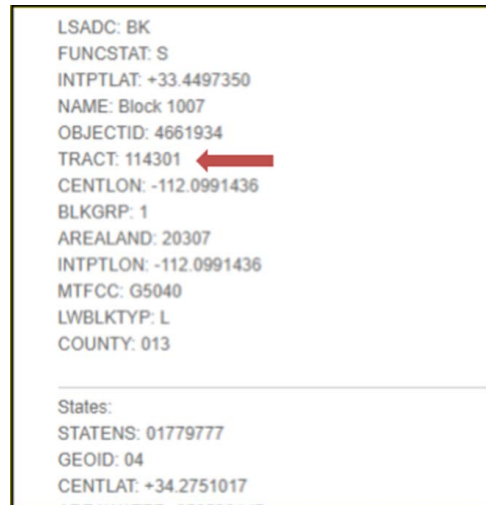 LSADC: BK
FUNCSTAT: S
INTPTLAT: +33.4497350
NAME: Block 1007
OBJECTID: 4661934
TRACT: 114301
CENTLON: -112.0991436
BLKGRP: 1
AREALAND: 20307
INTPTLON: -112.0991436
MTFCC: G5040
LWBLKTYP: L
COUNTY: 013
States:
STATENS: 01779777
GEOID: 04
CENTLAT: +34.2751017